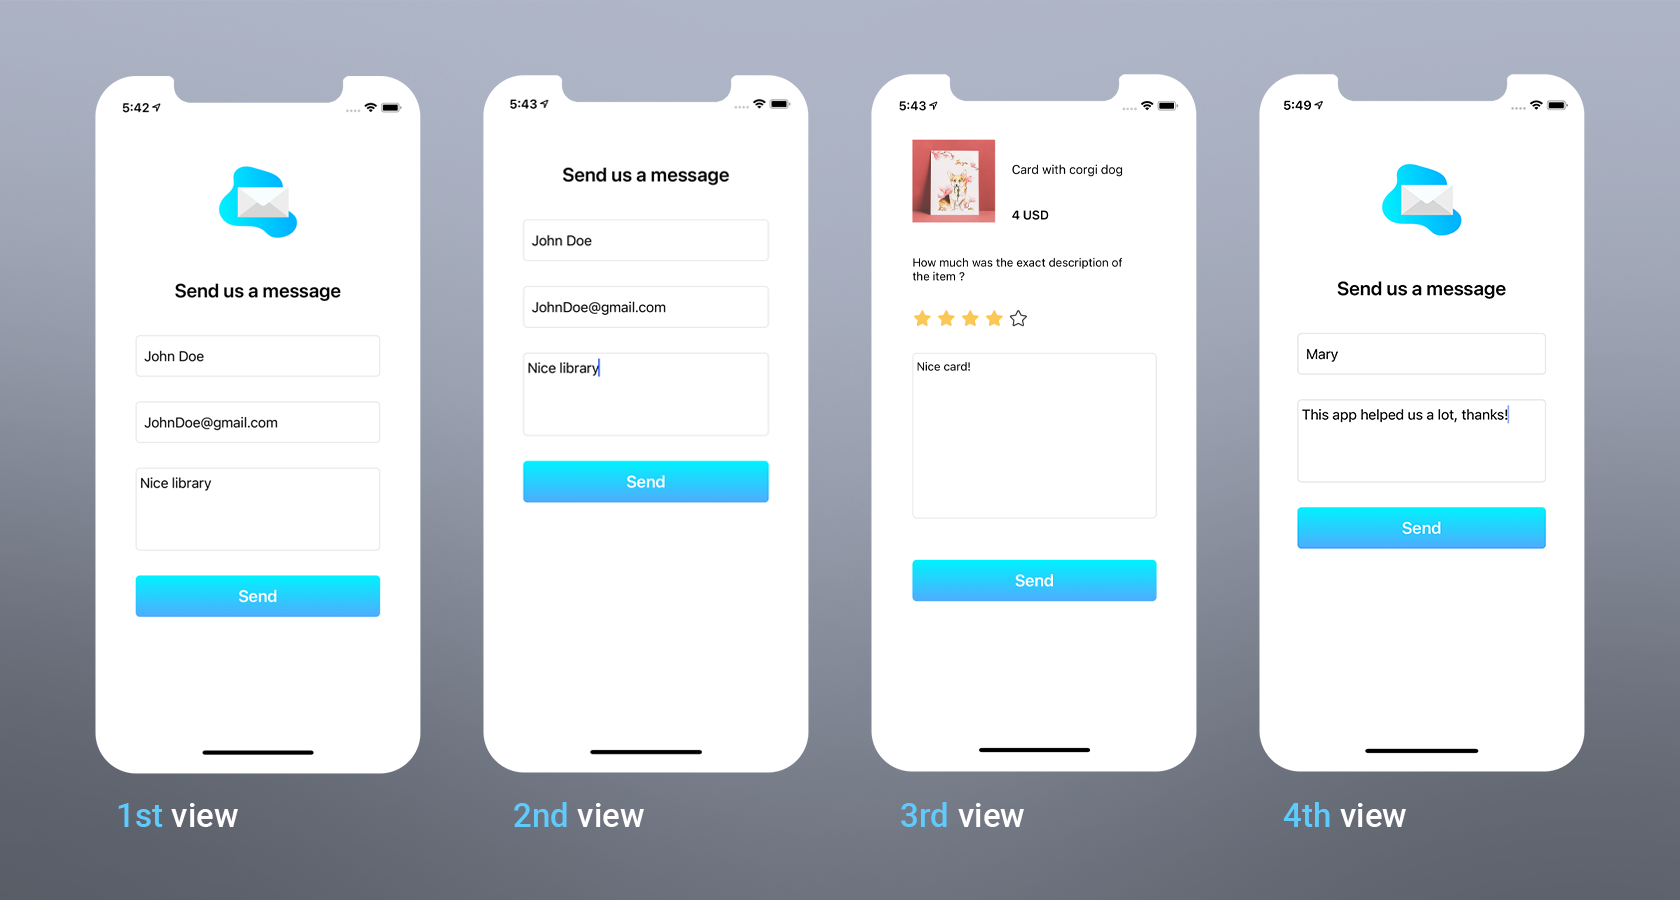 5:42
Send us a message
John Doe
JohnDoe@gmail.com
Nice library
Send
1st view
5:43
Send us a message
John Doe
JohnDoe@gmail.com
Nice library
Send
2nd view
5:43
Card with corgi dog
4 USD
How much was the exact description of
the item ?
Nice card!
Send
3rd view
5:49
Send us a message
Mary
This app helped us a lot, thanks!
Send
4th view